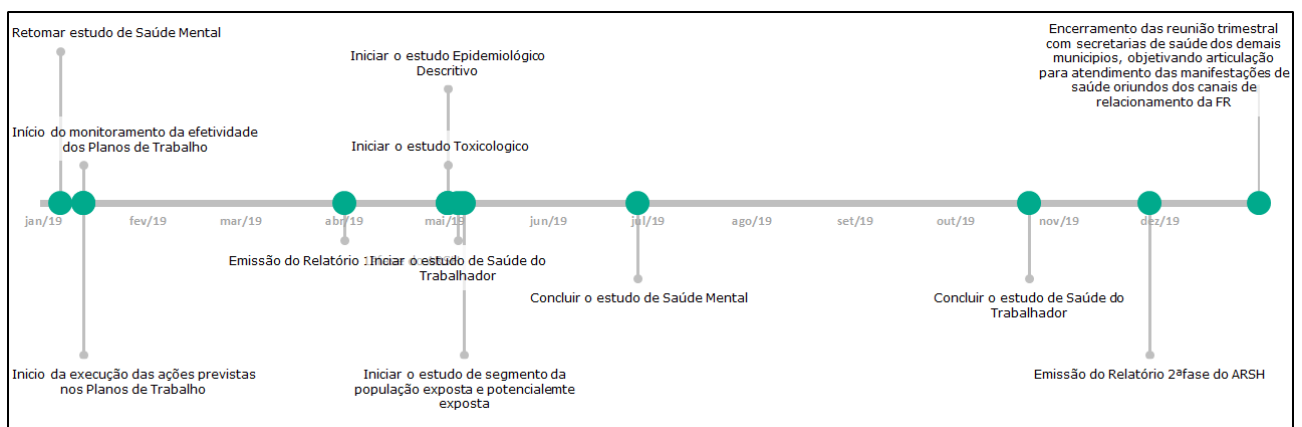 Retomar estudo de Saúde Mental
Início do monitoramento da efetividade
dos Planos de Trabalho
Iniciar o estudo Epidemiológico
Descritivo
Iniciar o estudo Toxicologico
Encerramento das reunião trimestral
com secretarias de saúde dos demais
municipios, objetivando articulação
para atendimento das manifestações de
saúde oriundos dos canais de
relacionamento da FR
jan/19 fev/19 mar/19 abr/19 mai/19 jun/19 jul/19 ago/19 set/19 out/19 nov/19 dez/19
Emissão do Relatório
Iniciar o estudo de Saúde do
Trabalhador
Concluir o estudo de Saúde Mental
Concluir o estudo de Saúde do
Trabalhador
Inicio da execução das ações previstas
nos Planos de Trabalho
Iniciar o estudo de segmento da
população exposta e potencialemte
exposta
Emissão do Relatório 2ªfase do ARSH